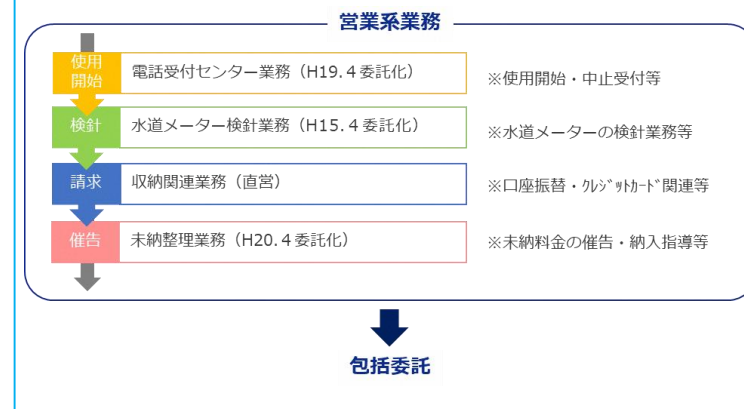 営業系業務
使用
開始
電話受付センター業務（H19.4委託化）
※使用開始・中止受付等
検針
水道メーター検針業務（H15.4委託化）
※水道メーターの検針業務等
請求
収納関連業務（直営）
※口座振替・ｸﾚｼﾞｯﾄｶｰﾄﾞ関連等
催告
未納整理業務（H20.4委託化）
※未納料金の催告・納入指導等
包括委託